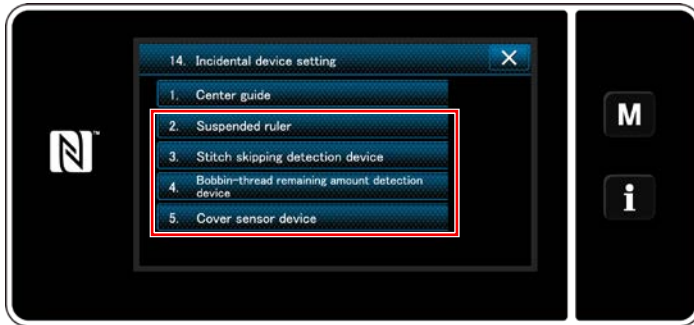 14. Incidental device setting
1. Center guide
2. Suspended ruler
3. Stitch skipping detection device
4. Bobbin-thread remaining amount detection
device
5. Cover sensor device
M
i
N